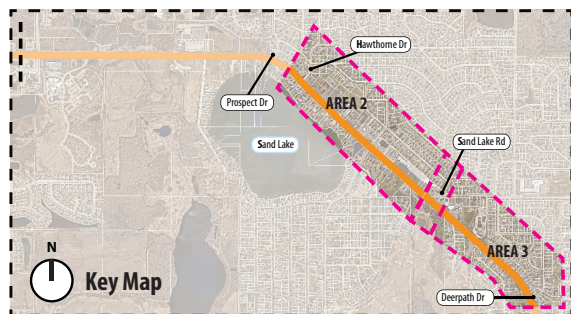 Hawthorne Dr
Prospect Dr
AREA 2
Sand Lake
Sand Lake Rd
AREA 3
Deerpath Dr
N
Key Map